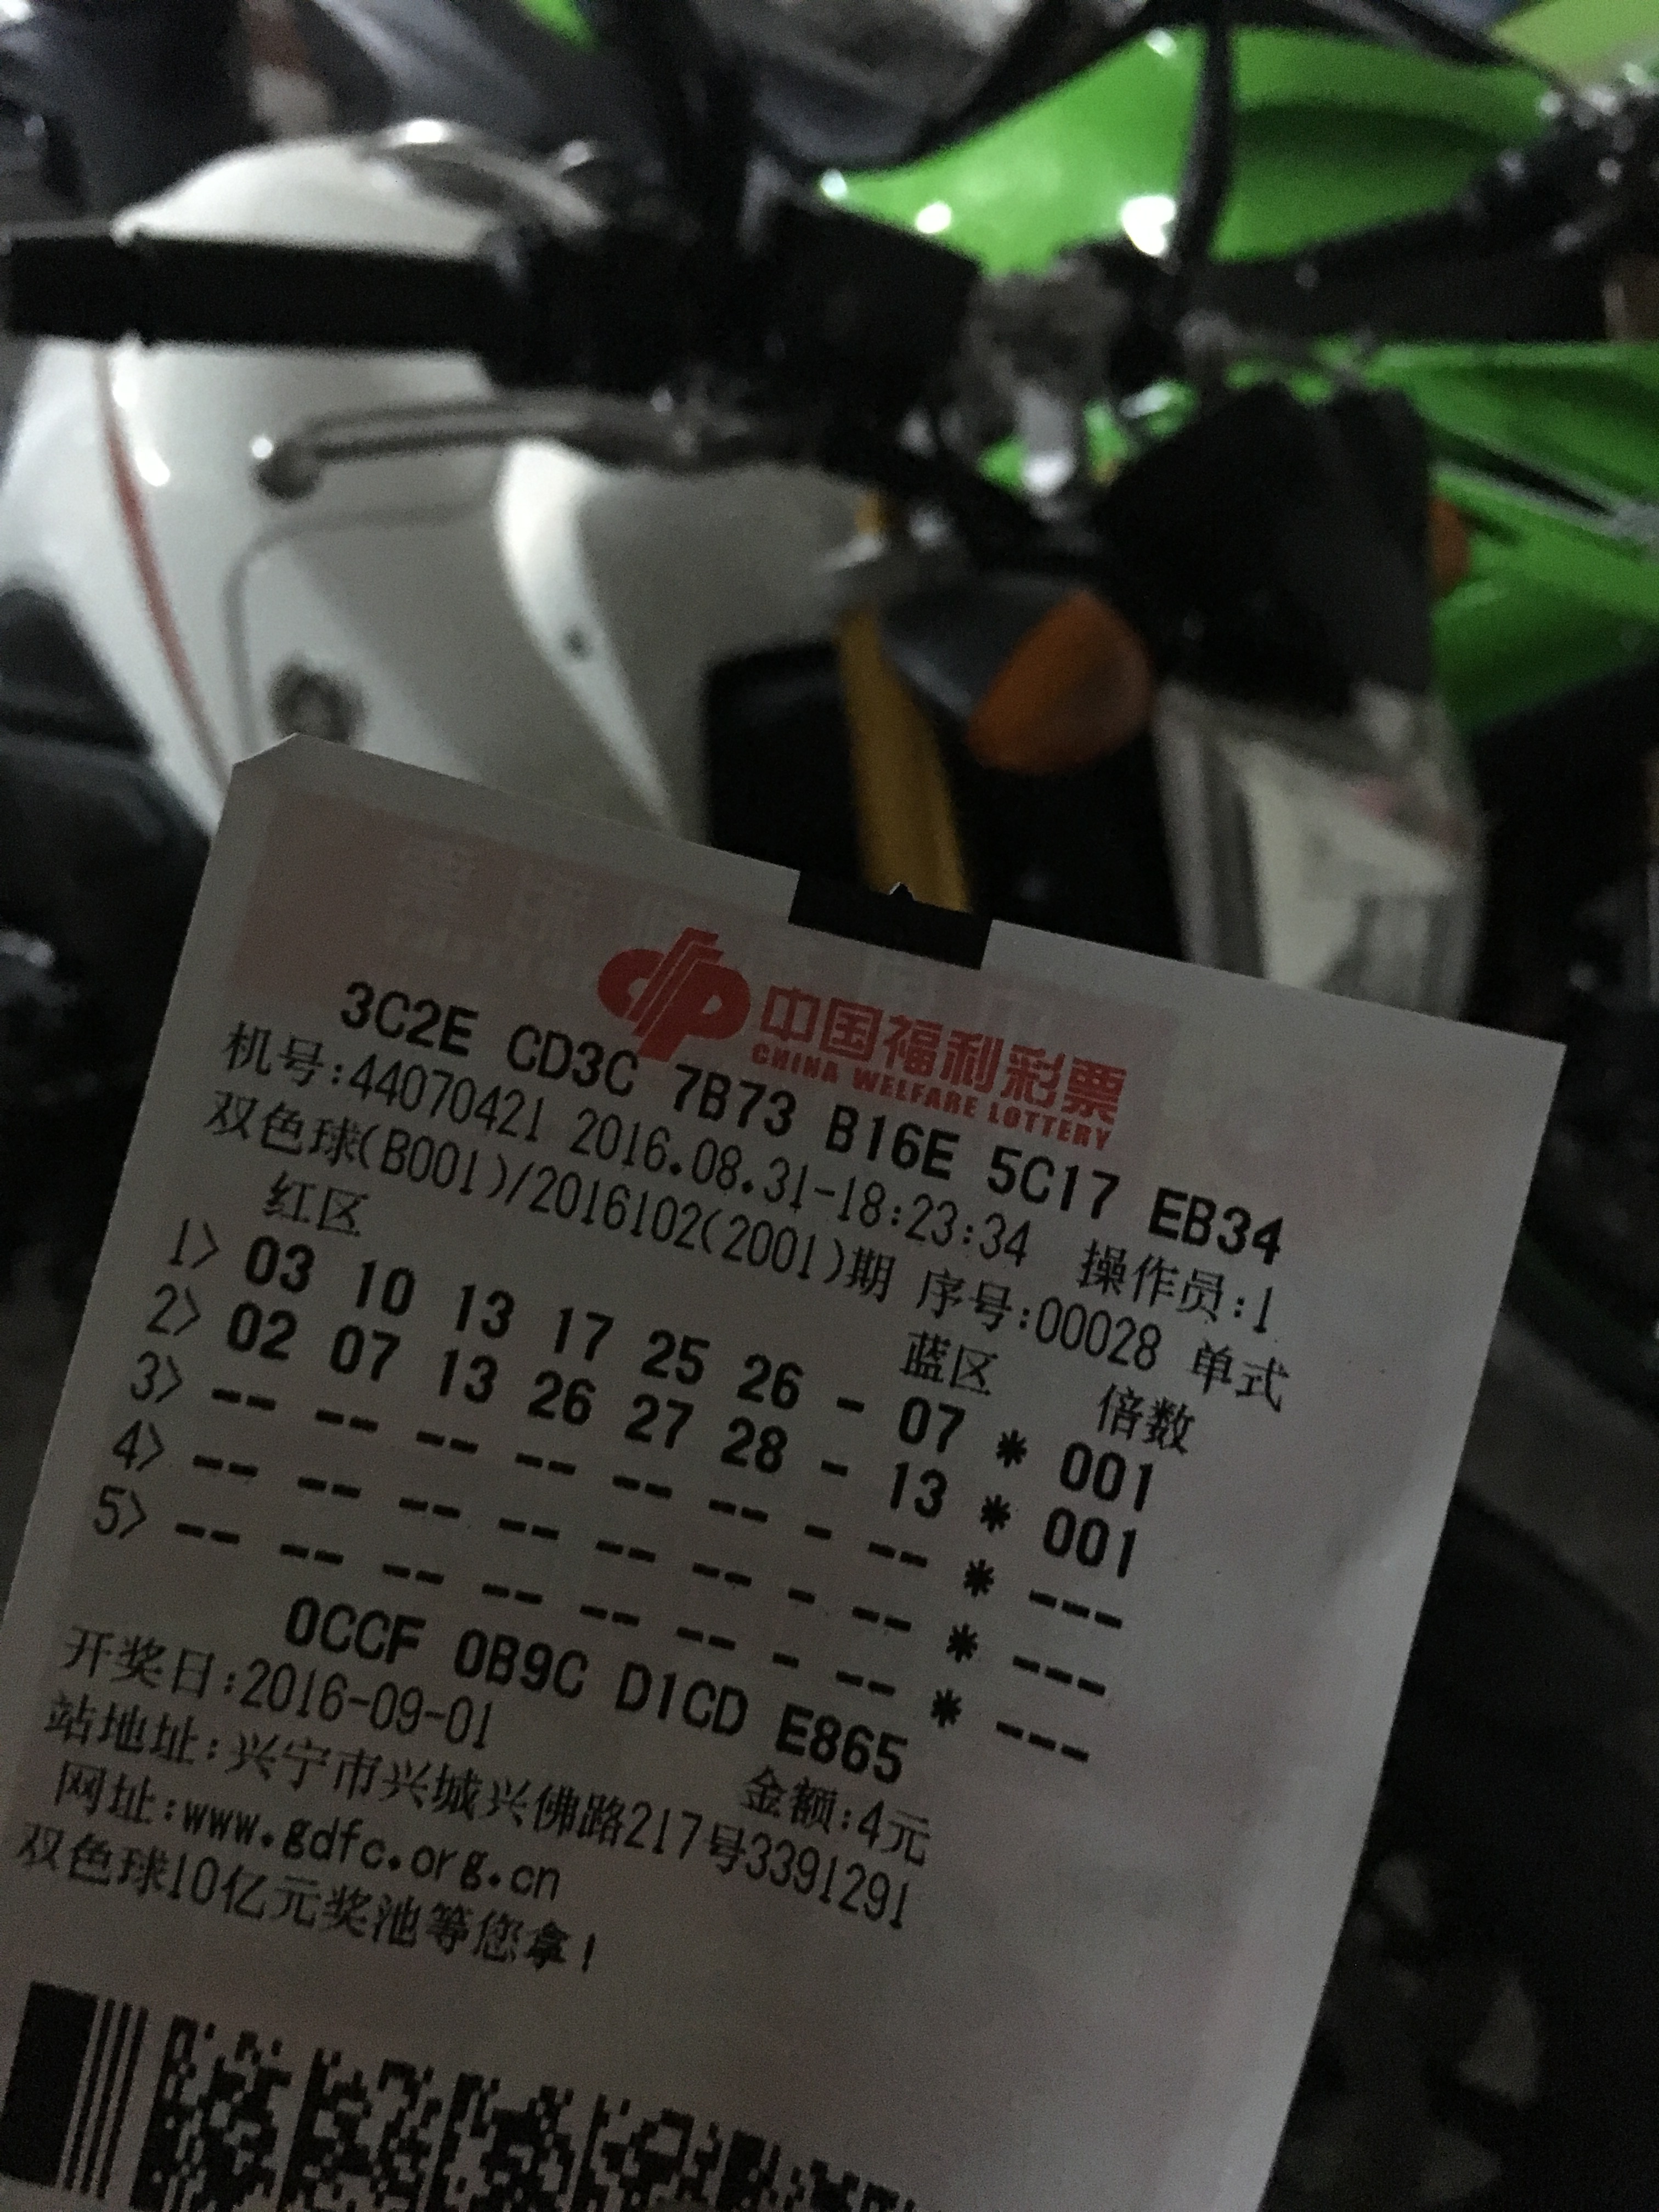 中国福利彩票
CHINA WELFARE LOTTERY
3C2E CD3C 7B73 B16E 5C17 EB34
机号:44070421 2016.08.31-18:23:34 操作员:1
双色球(B001)/2016102(2001)期 序号:00028 单式
红区 蓝区 倍数
1> 03 10 13 17 25 26 - 07 * 001
2> 02 07 13 26 27 28 - 13 * 001
3> -- -- -- -- -- -- - -- * ---
4> -- -- -- -- -- -- - -- * ---
5> -- -- -- -- -- -- - -- * ---
0CCF 0B9C D1CD E865
开奖日:2016-09-01 金额:4元
站地址:兴宁市兴城兴佛路217号3391291
网址:www.gdfc.org.cn
双色球10亿元奖池等您拿!